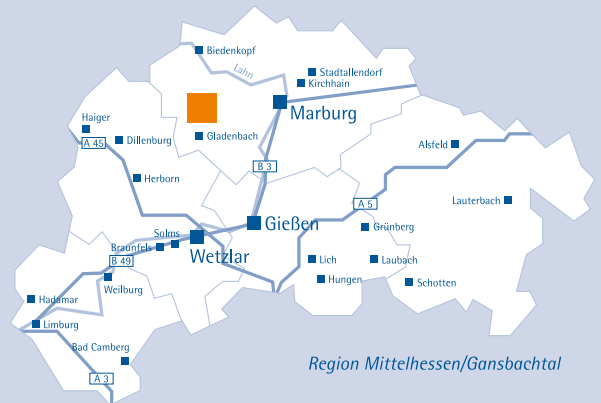 Biedenkopf
Lahn
Stadtallendorf
Kirchhain
Haiger
Marburg
A 45
Dillenburg
Gladenbach
Alsfeld
B 3
Herborn
A 5
Lauterbach
Gießen
Grünberg
Solms
Braunfels
Wetzlar
B 49
Lich
Laubach
Weilburg
Hungen
Schotten
Hadamar
Limburg
Bad Camberg
Region Mittelhessen/Gansbachtal
A 3